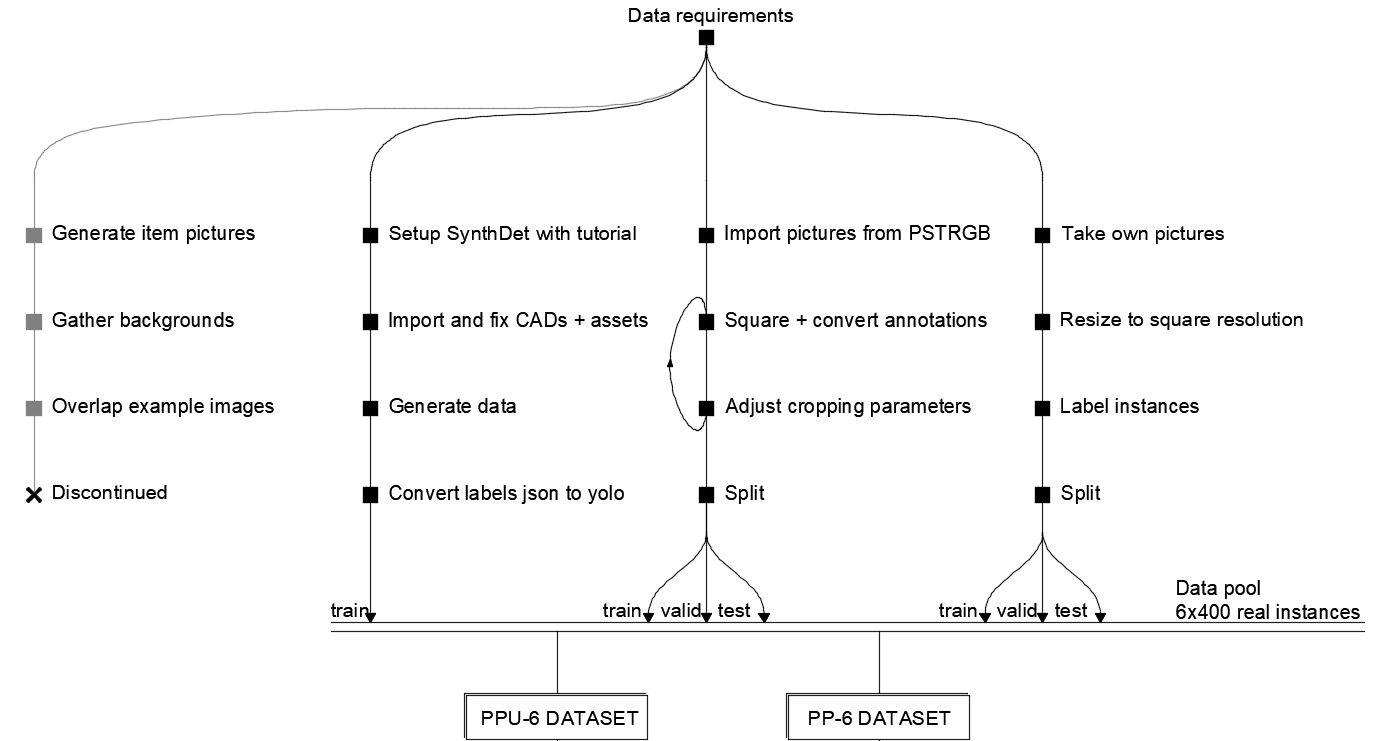 Data requirements
Generate item pictures
Setup SynthDet with tutorial
Import pictures from PSTRGB
Take own pictures
Gather backgrounds
Import and fix CADs + assets
Square + convert annotations
Resize to square resolution
Overlap example images
Generate data
Adjust cropping parameters
Label instances
Discontinued
Convert labels json to yolo
Split
Split
Data pool
train
train
valid
test
train
valid
test
6x400 real instances
PPU-6 DATASET
PP-6 DATASET